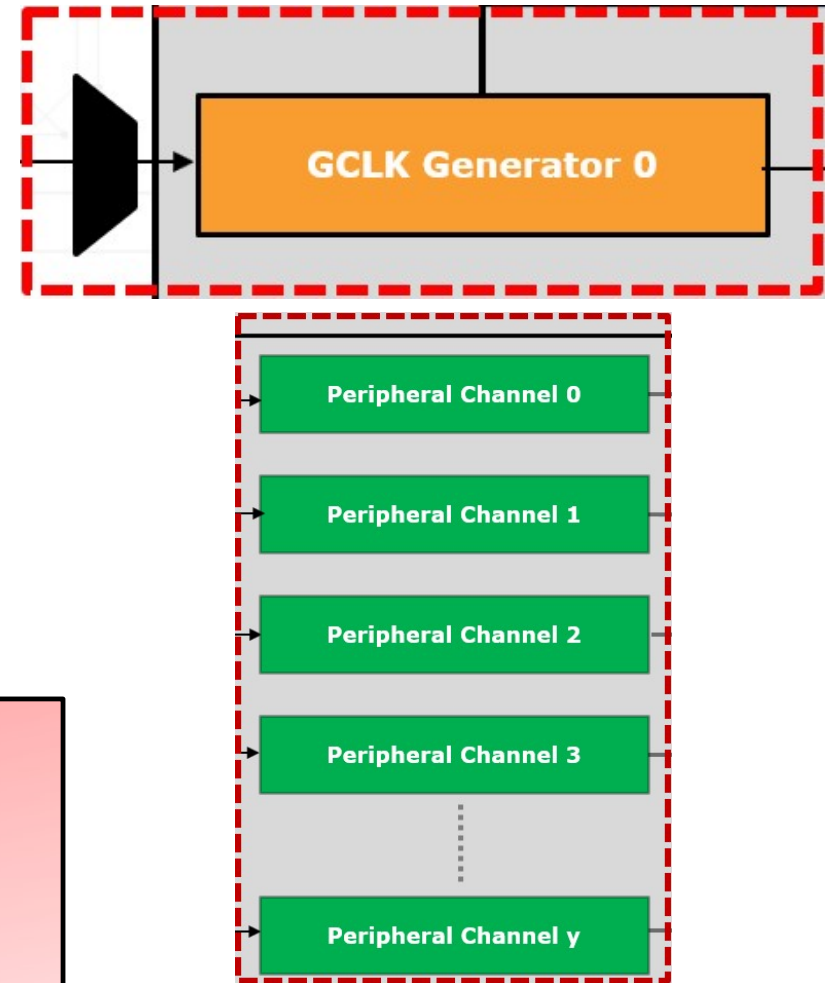 GCLK Generator 0
Peripheral Channel 0
Peripheral Channel 1
Peripheral Channel 2
Peripheral Channel 3
Peripheral Channel y